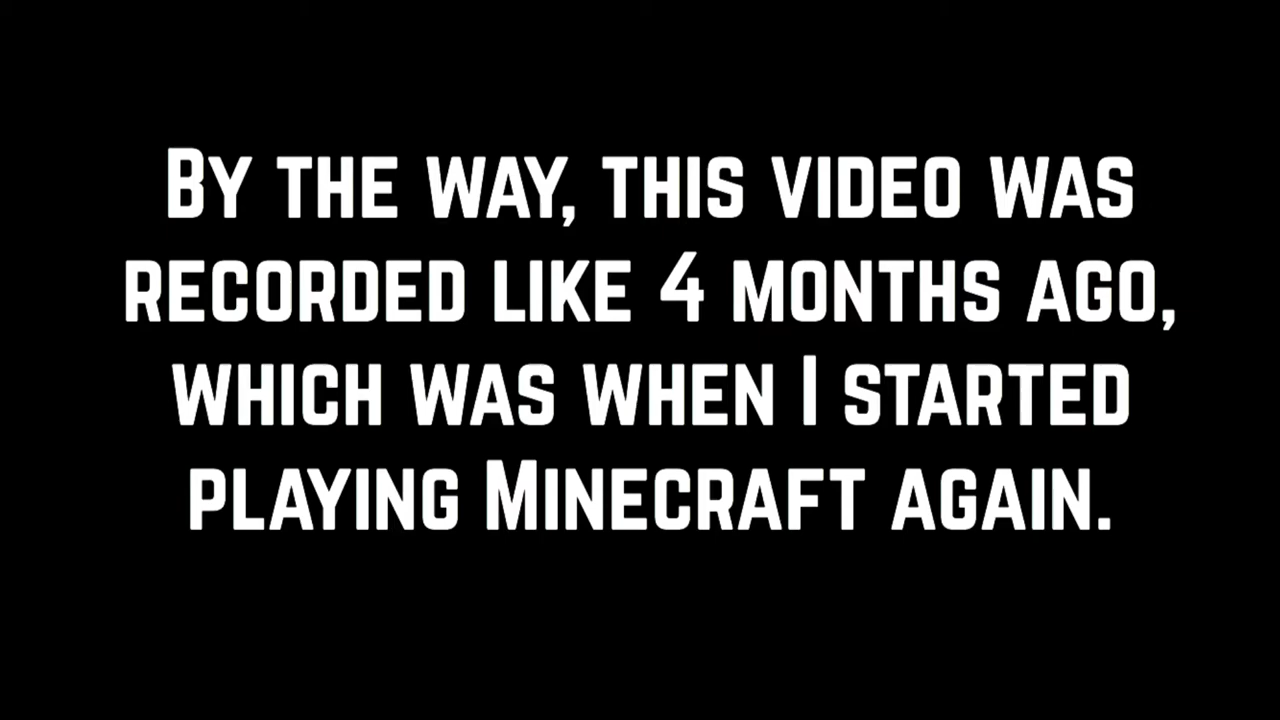 By the way, this video was
recorded like 4 months ago,
which was when I started
playing Minecraft again.